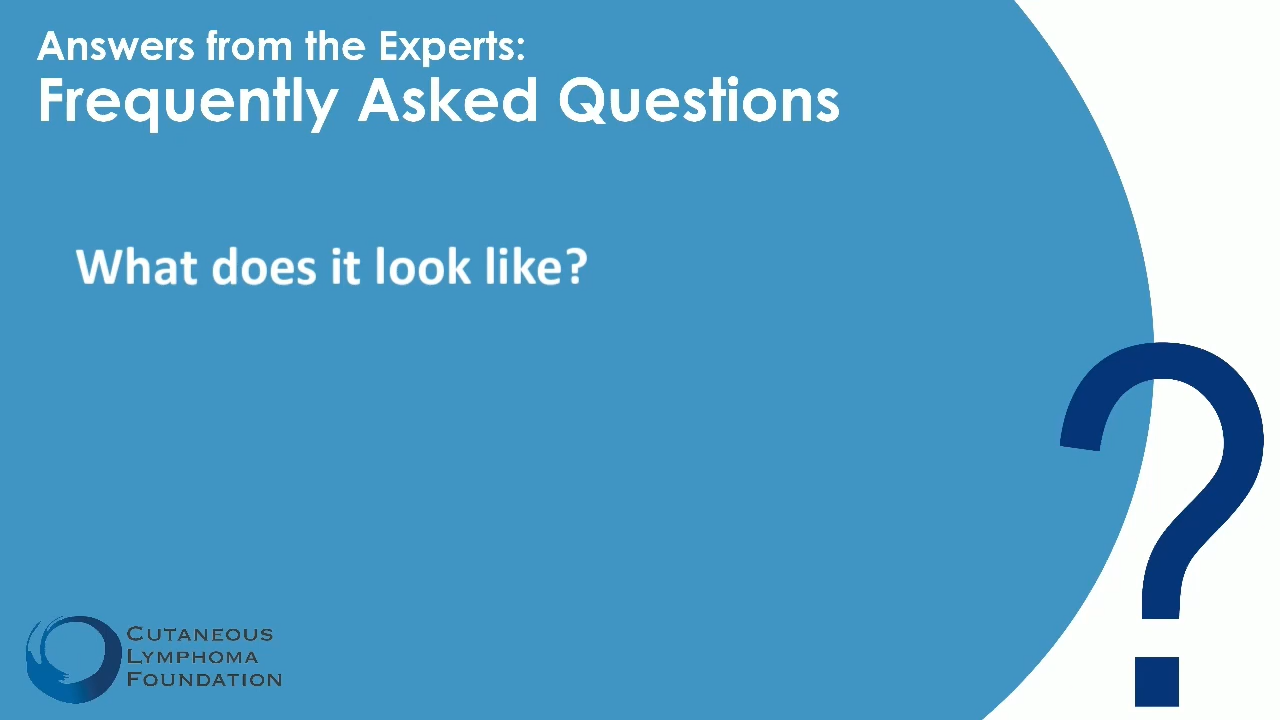 Answers from the Experts:
Frequently Asked Questions
What does it look like?
?
CUTANEOUS
LYMPHOMA
FOUNDATION